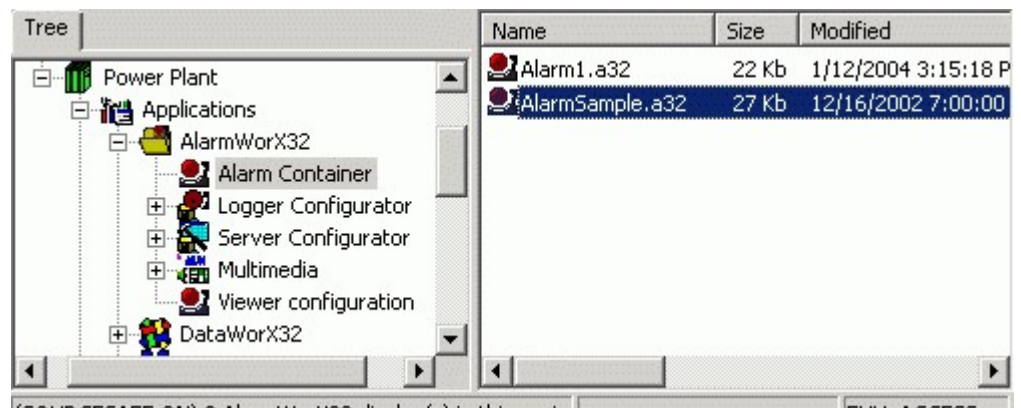 Tree
Power Plant
Applications
AlarmWorX32
Alarm Container
Logger Configurator
Server Configurator
Multimedia
Viewer configuration
DataWorX32
Name Size Modified
Alarm1.a32 22 Kb 1/12/2004 3:15:18 P
AlarmSample.a32 27 Kb 12/16/2002 7:00:00